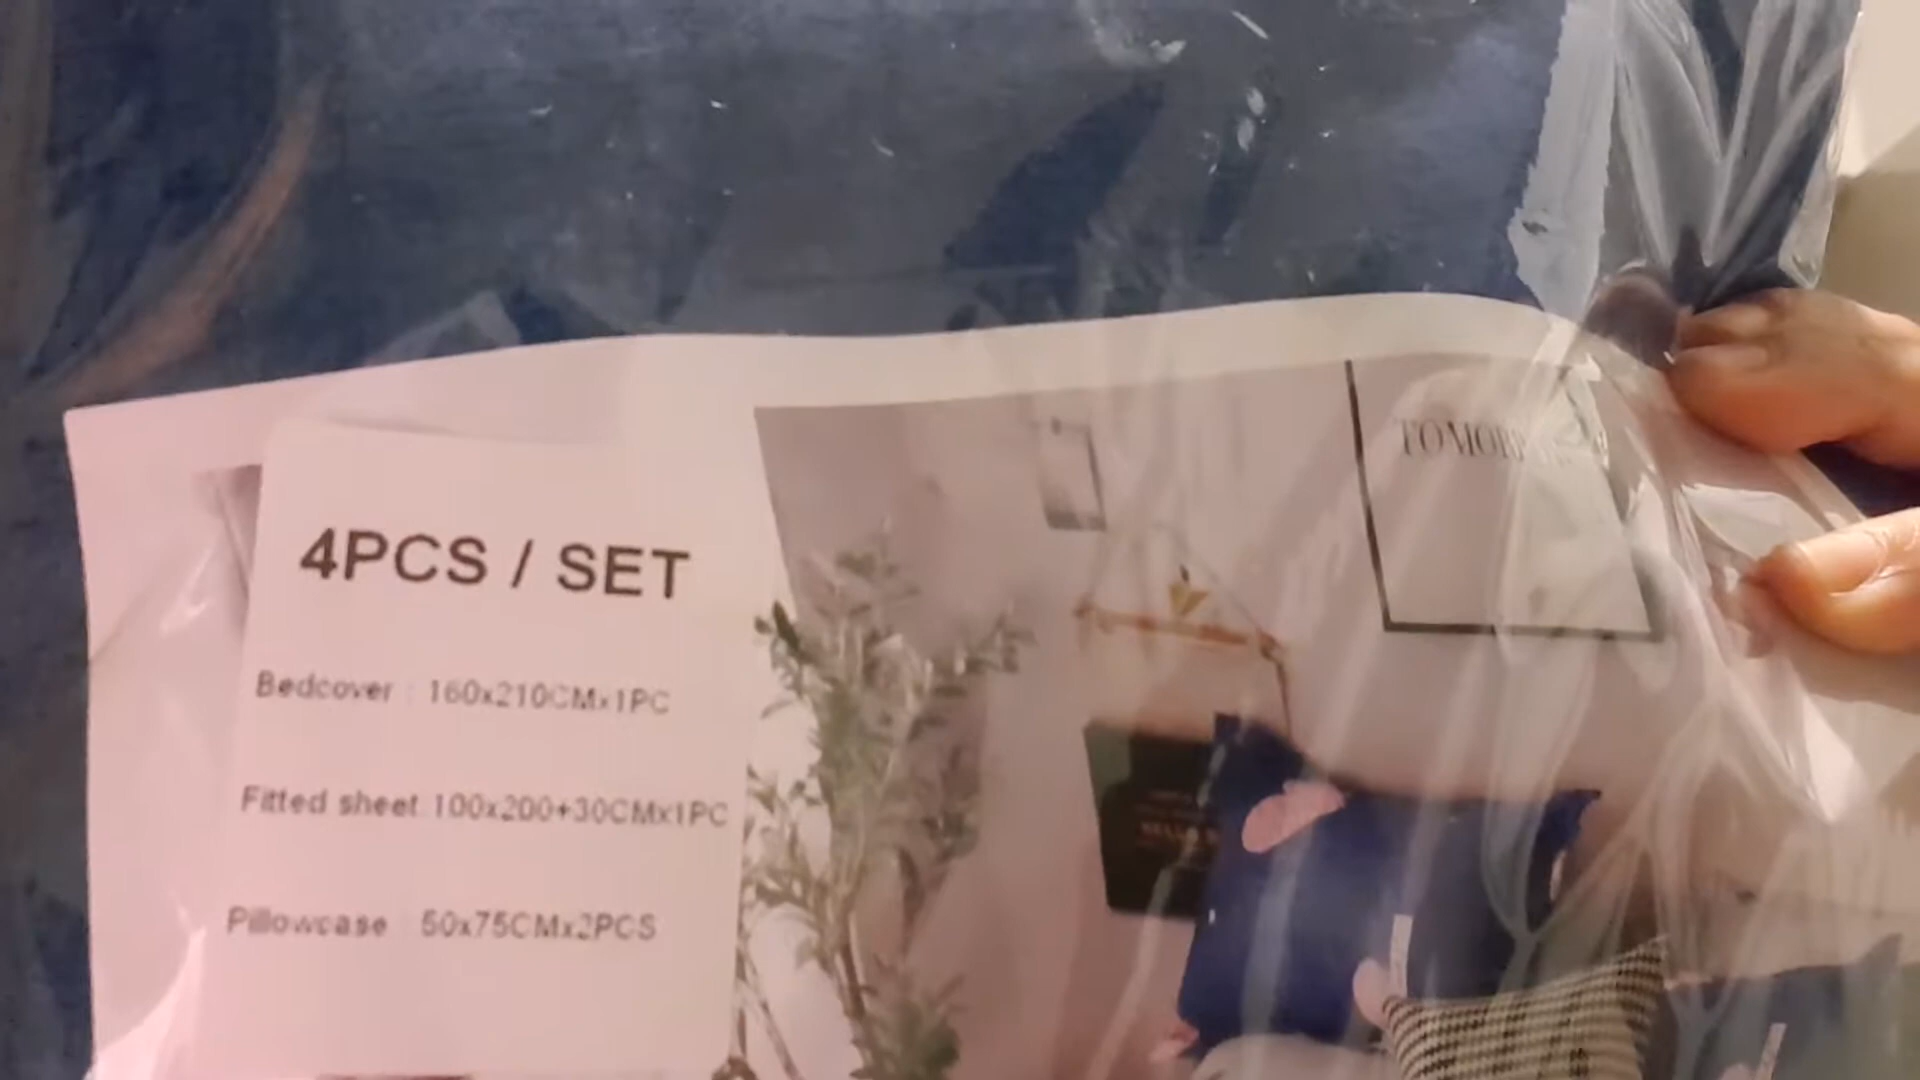 4PCS / SET
Bedcover : 160x210CMx1PC
Fitted sheet:100x200+30CMx1PC
Pillowcase : 50x75CMx2PCS